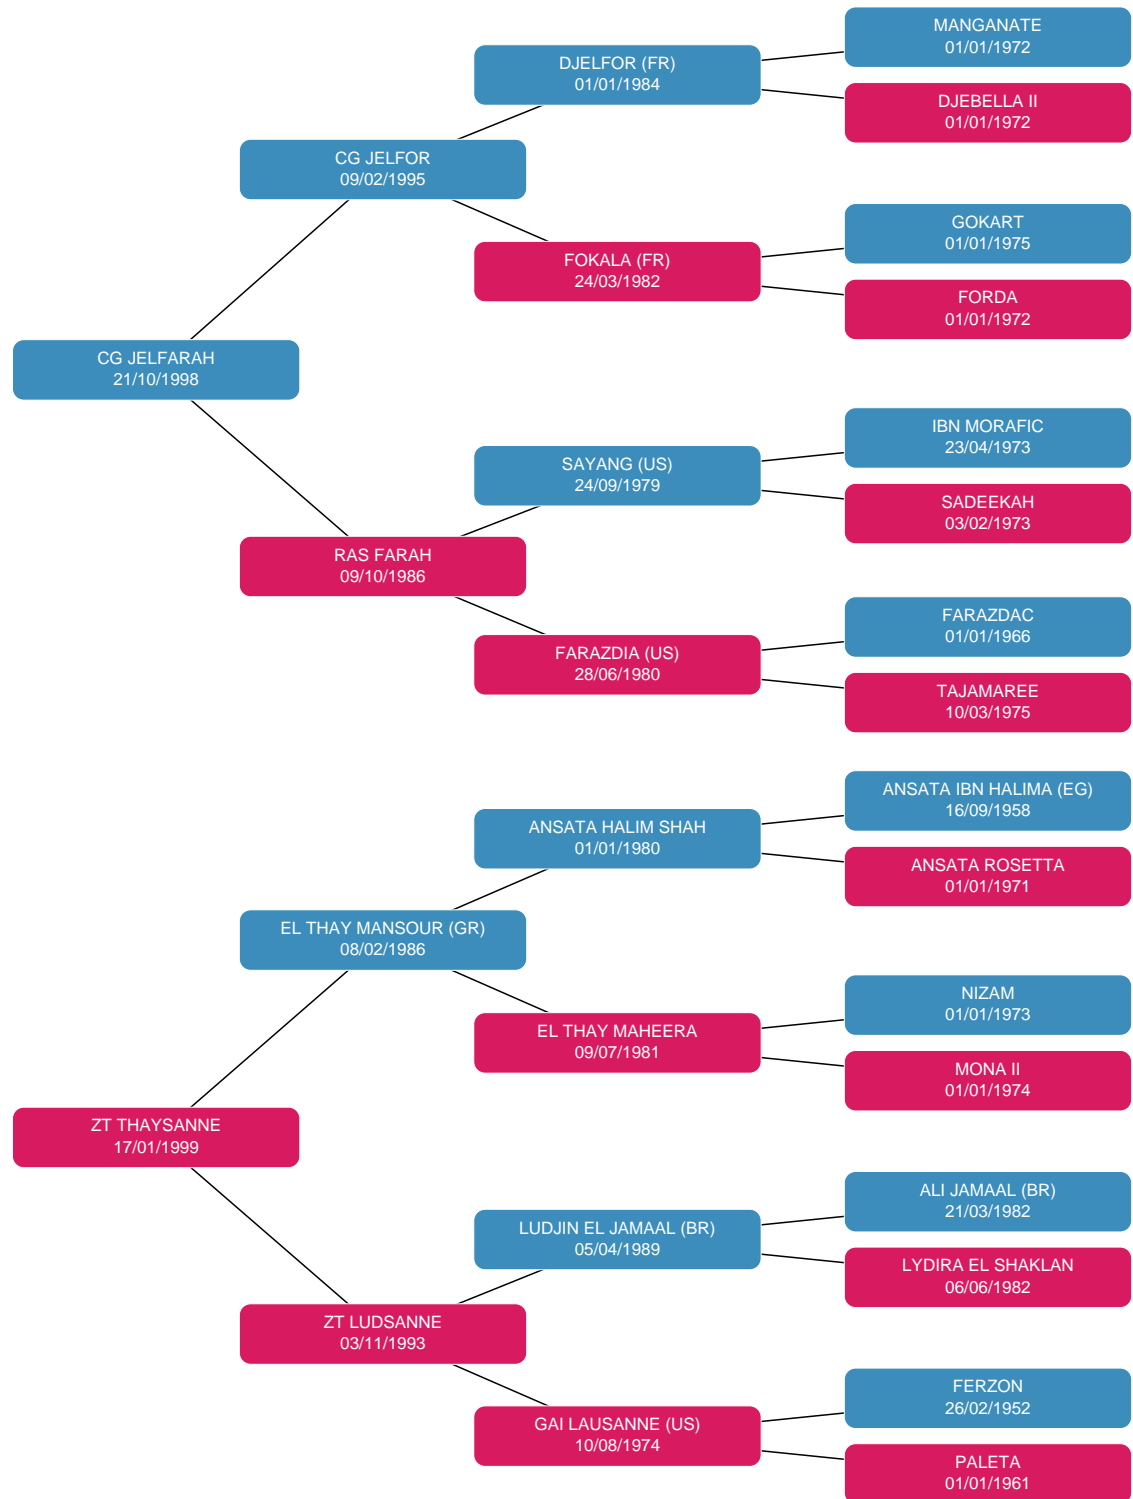 MANGANATE
01/01/1972
DJELFOR (FR)
01/01/1984
DJEBELLA II
01/01/1972
CG JELFOR
09/02/1995
GOKART
01/01/1975
FOKALA (FR)
24/03/1982
FORDA
01/01/1972
CG JELFARAH
21/10/1998
IBN MORAFIC
23/04/1973
SAYANG (US)
24/09/1979
SADEEKAH
03/02/1973
RAS FARAH
09/10/1986
FARAZDAC
01/01/1966
FARAZDIA (US)
28/06/1980
TAJAMAREE
10/03/1975
ANSATA IBN HALIMA (EG)
16/09/1958
ANSATA HALIM SHAH
01/01/1980
ANSATA ROSETTA
01/01/1971
EL THAY MANSOUR (GR)
08/02/1986
NIZAM
01/01/1973
EL THAY MAHEERA
09/07/1981
MONA II
01/01/1974
ZT THAYSANNE
17/01/1999
ALI JAMAAL (BR)
21/03/1982
LUDJIN EL JAMAAL (BR)
05/04/1989
LYDIRA EL SHAKLAN
06/06/1982
ZT LUDSANNE
03/11/1993
FERZON
26/02/1952
GAI LAUSANNE (US)
10/08/1974
PALETA
01/01/1961